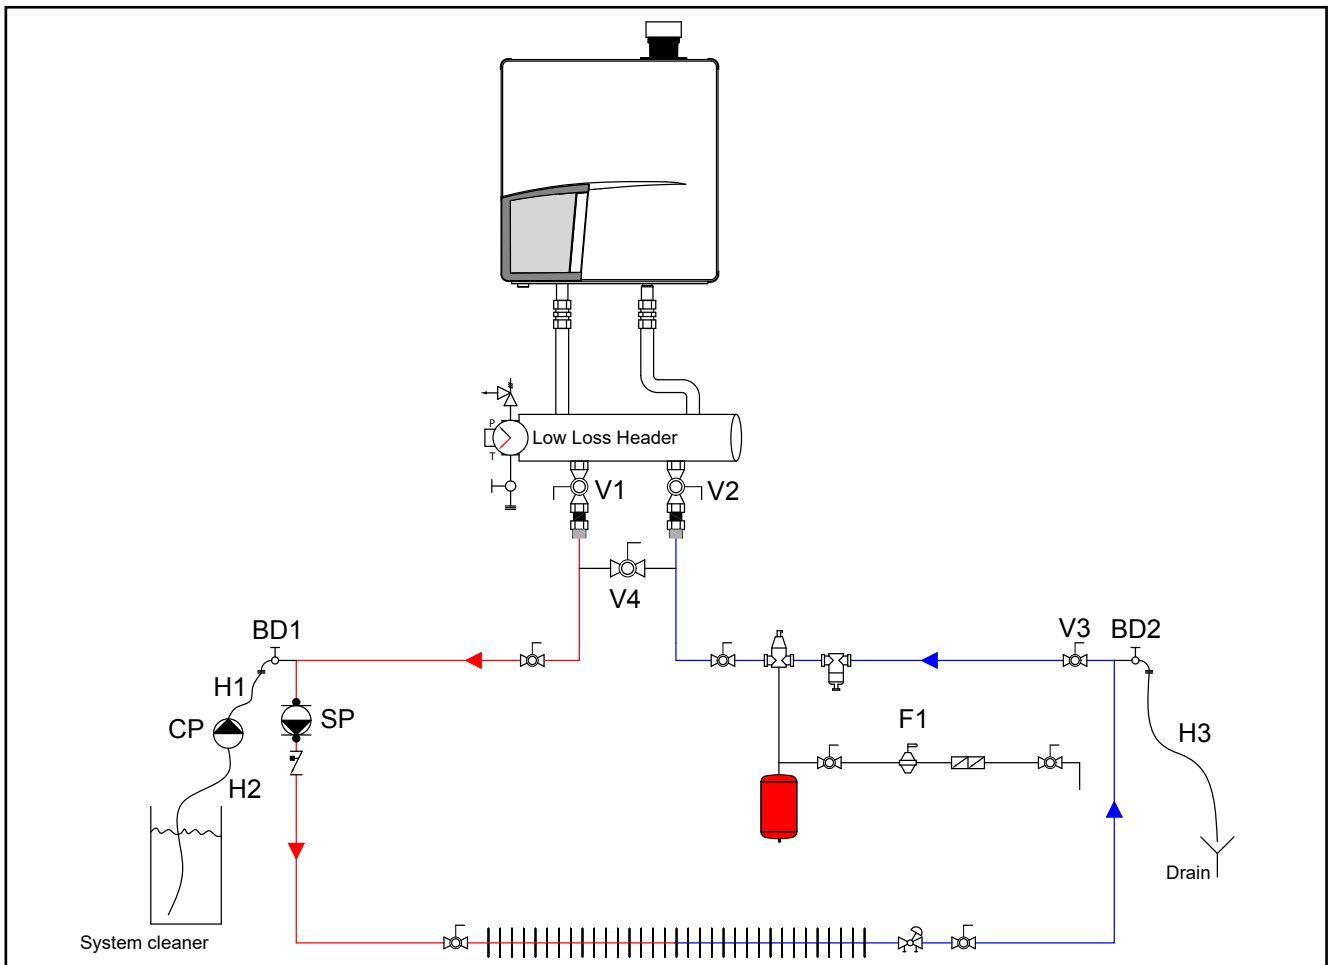 P
Low Loss Header
T
V1
V2
V4
BD1
V3
BD2
H1
CP
SP
F1
H3
H2
Drain
System cleaner